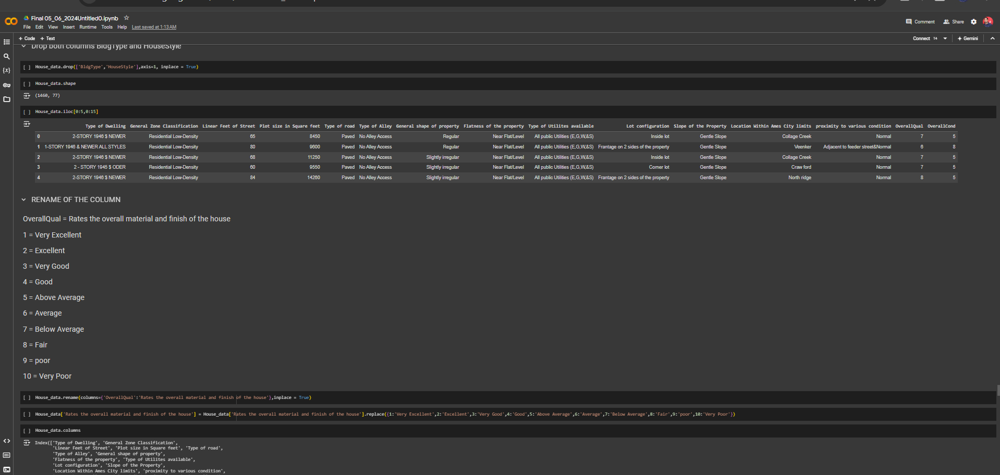 Final 05_06_2024Untitled0.ipynb
File Edit View Insert Runtime Tools Help Last saved at 1:13 AM
Comment Share
+ Code + Text
Connect T4 Gemini
Drop both columns BldgType and HouseStyle
[ ] House_data.drop(['BldgType','HouseStyle'],axis=1, inplace = True)
[ ] House_data.shape
(1460, 77)
[ ] House_data.iloc[0:5,0:15]
Type of Dwelling General Zone Classification Linear Feet of Street Plot size in Square feet Type of road Type of Alley General shape of property Flatness of the property Type of Utilites available Lot configuration Slope of the Property Location Within Ames City limits proximity to various condition OverallQual OverallCond
0 2-STORY 1946 $ NEWER Residential Low-Density 65 8450 Paved No Alley Access Regular Near Flat/Level All public Utilities (E,G,W,&S) Inside lot Gentle Slope Collage Creek Normal 7 5
1 1-STORY 1946 & NEWER ALL STYLES Residential Low-Density 80 9600 Paved No Alley Access Regular Near Flat/Level All public Utilities (E,G,W,&S) Frantage on 2 sides of the property Gentle Slope Veenker Adjacent to feeder street&Normal 6 8
2 2-STORY 1946 $ NEWER Residential Low-Density 68 11250 Paved No Alley Access Slightly irregular Near Flat/Level All public Utilities (E,G,W,&S) Inside lot Gentle Slope Collage Creek Normal 7 5
3 2 - STORY 1945 $ ODER Residential Low-Density 60 9550 Paved No Alley Access Slightly irregular Near Flat/Level All public Utilities (E,G,W,&S) Corner lot Gentle Slope Craw ford Normal 7 5
4 2-STORY 1946 $ NEWER Residential Low-Density 84 14260 Paved No Alley Access Slightly irregular Near Flat/Level All public Utilities (E,G,W,&S) Frantage on 2 sides of the property Gentle Slope North ridge Normal 8 5
RENAME OF THE COLUMN
OverallQual = Rates the overall material and finish of the house
1 = Very Excellent
2 = Excellent
3 = Very Good
4 = Good
5 = Above Average
6 = Average
7 = Below Average
8 = Fair
9 = poor
10 = Very Poor
[ ] House_data.rename(columns={'OverallQual':'Rates the overall material and finish of the house'},inplace = True)
[ ] House_data['Rates the overall material and finish of the house'] = House_data['Rates the overall material and finish of the house'].replace({1:'Very Excellent',2:'Excellent',3:'Very Good',4:'Good',5:'Above Average',6:'Average',7:'Below Average',8:'Fair',9:'poor',10:'Very Poor'})
[ ] House_data.columns
Index(['Type of Dwelling', 'General Zone Classification',
'Linear Feet of Street', 'Plot size in Square feet', 'Type of road',
'Type of Alley', 'General shape of property',
'Flatness of the property', 'Type of Utilites available',
'Lot configuration', 'Slope of the Property',
'Location Within Ames City limits', 'proximity to various condition',